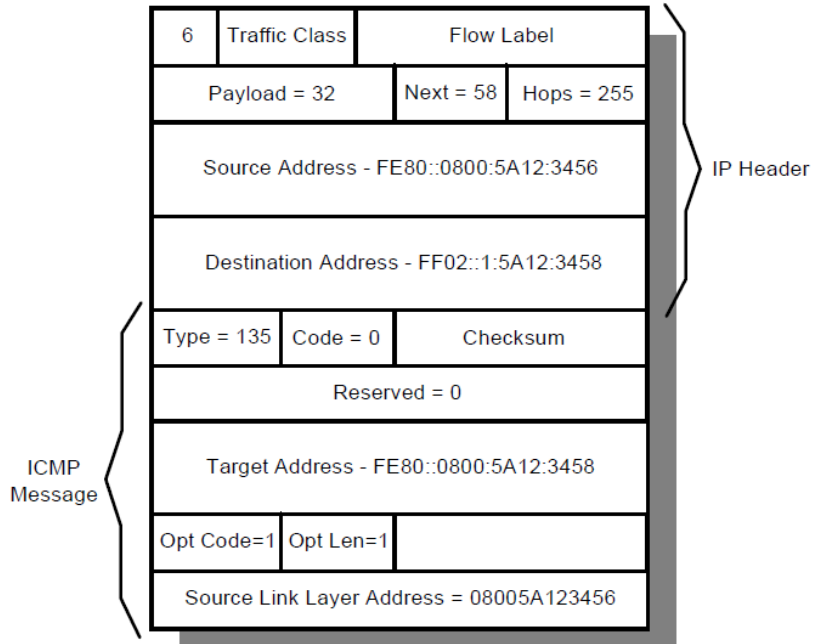 6 Traffic Class Flow Label
Payload = 32 Next = 58 Hops = 255
Source Address - FE80::0800:5A12:3456
IP Header
Destination Address - FF02::1:5A12:3458
Type = 135 Code = 0 Checksum
Reserved = 0
ICMP
Message
Target Address - FE80::0800:5A12:3458
Opt Code=1 Opt Len=1
Source Link Layer Address = 08005A123456